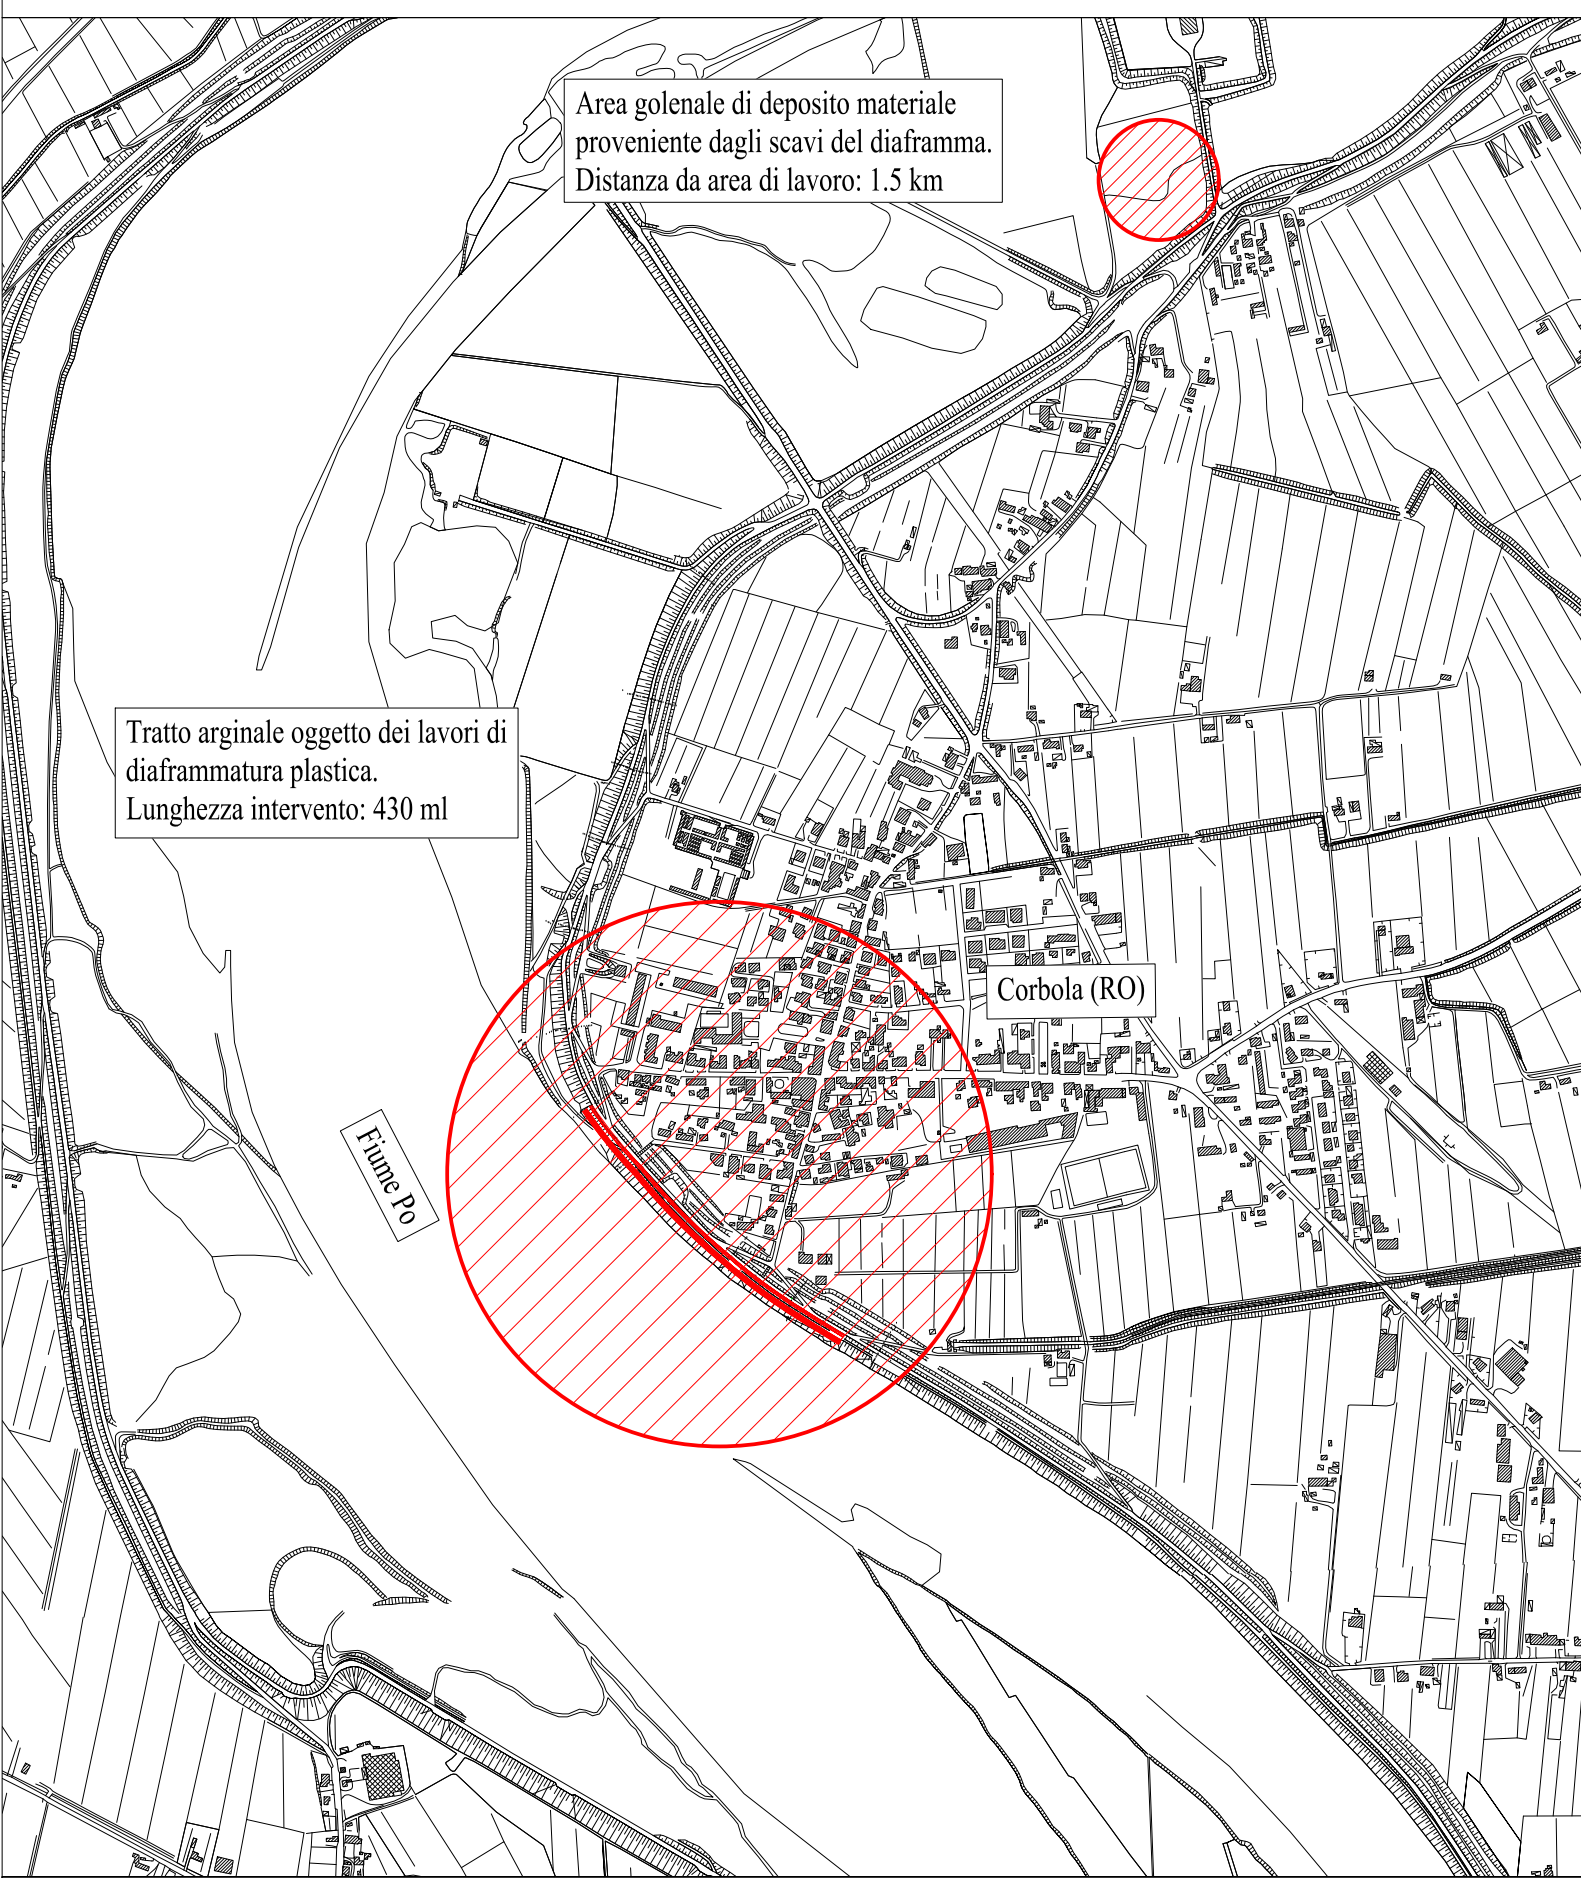 Area golenale di deposito materiale
proveniente dagli scavi del diaframma.
Distanza da area di lavoro: 1.5 km
Tratto arginale oggetto dei lavori di
diaframmatura plastica.
Lunghezza intervento: 430 ml
Corbola (RO)
Fiume Po